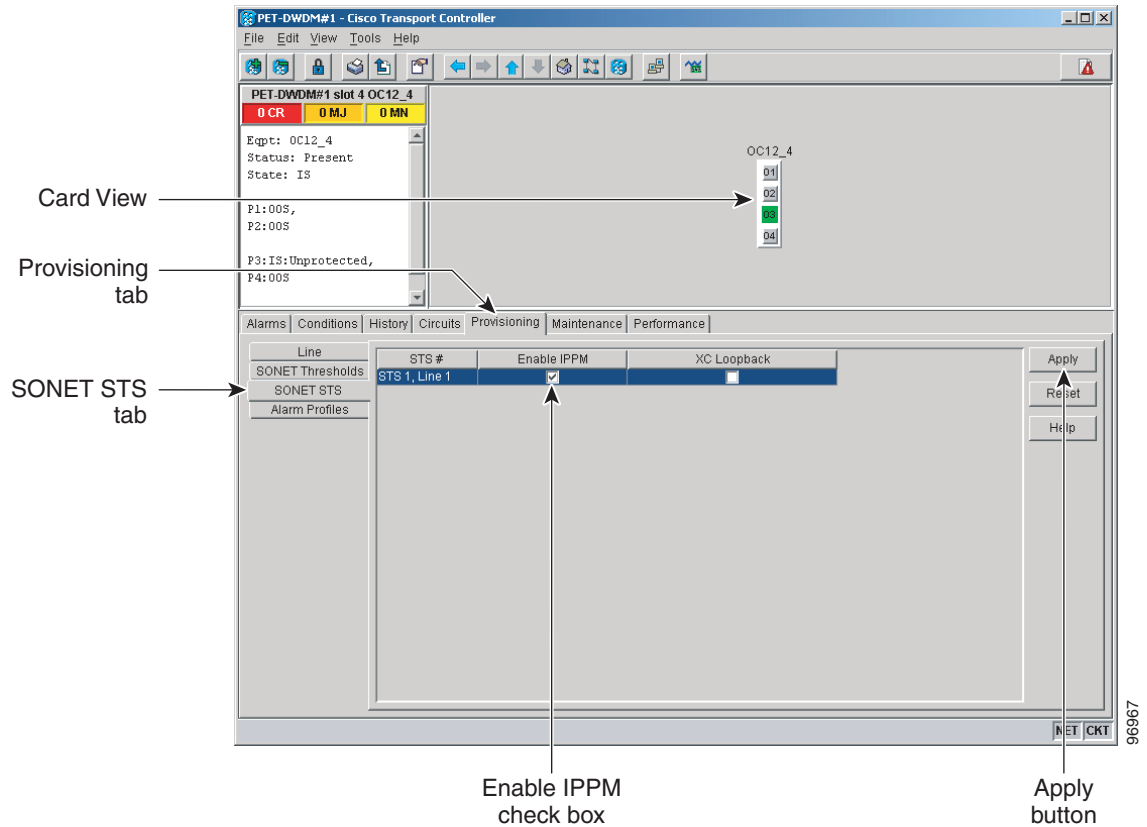 PET-DWDM#1 - Cisco Transport Controller
File Edit View Tools Help
PET-DWDM#1 slot 4 OC12_4
0 CR 0 MJ 0 MN
Eqpt: OC12_4
Status: Present
State: IS
P1:OOS,
P2:OOS
P3:IS:Unprotected,
P4:OOS
OC12_4
01
02
03
04
Card View
Provisioning
tab
SONET STS
tab
Alarms Conditions History Circuits Provisioning Maintenance Performance
Line
SONET Thresholds
SONET STS
Alarm Profiles
STS # Enable IPPM XC Loopback
STS 1, Line 1
Apply
Reset
Help
NET CKT
96967
Enable IPPM
check box
Apply
button